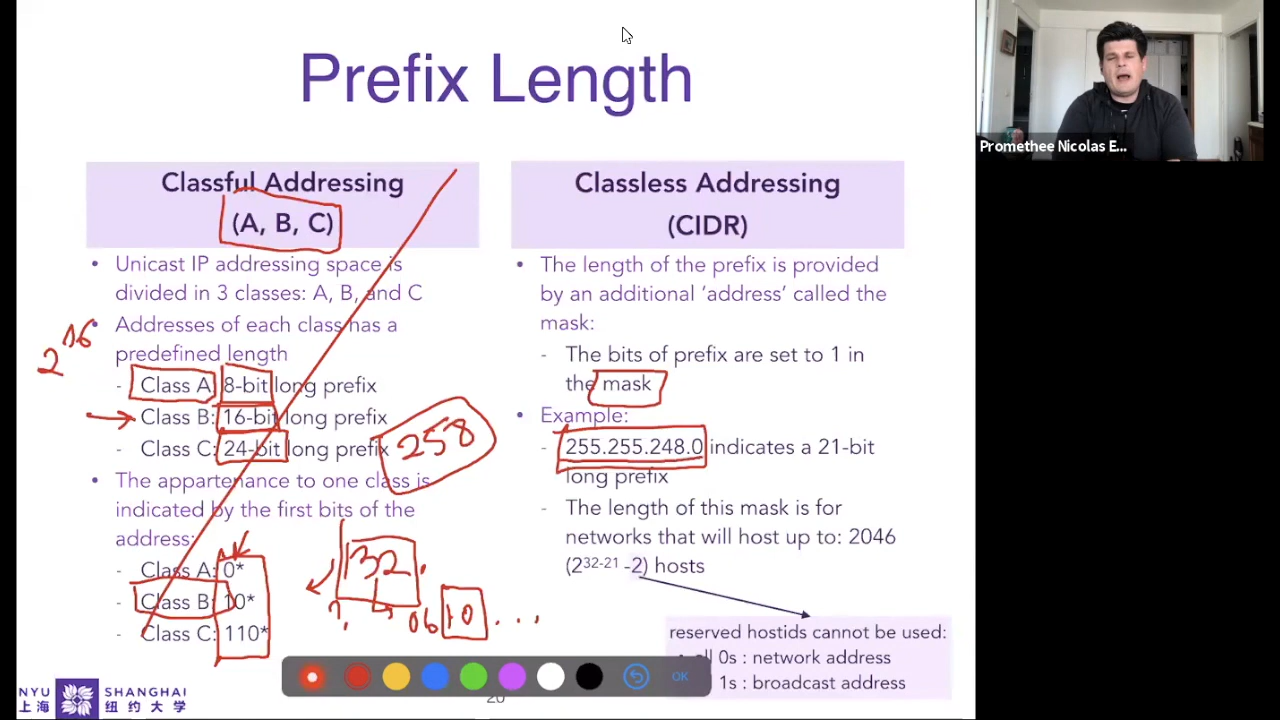 Prefix Length
Promethee Nicolas E...
Classful Addressing
(A, B, C)
• Unicast IP addressing space is
divided in 3 classes: A, B, and C
• Addresses of each class has a
predefined length
- Class A: 8-bit long prefix
- Class B: 16-bit long prefix
- Class C: 24-bit long prefix
• The appartenance to one class is
indicated by the first bits of the
address:
- Class A: 0*
- Class B: 10*
- Class C: 110*
2^16
258
132.
0b 10 ...
Classless Addressing
(CIDR)
• The length of the prefix is provided
by an additional ‘address’ called the
mask:
- The bits of prefix are set to 1 in
the mask
• Example:
- 255.255.248.0 indicates a 21-bit
long prefix
- The length of this mask is for
networks that will host up to: 2046
(2^32-21 -2) hosts
reserved hostids cannot be used:
all 0s : network address
1s : broadcast address
OK
NYU SHANGHAI
上海 纽约大学
20